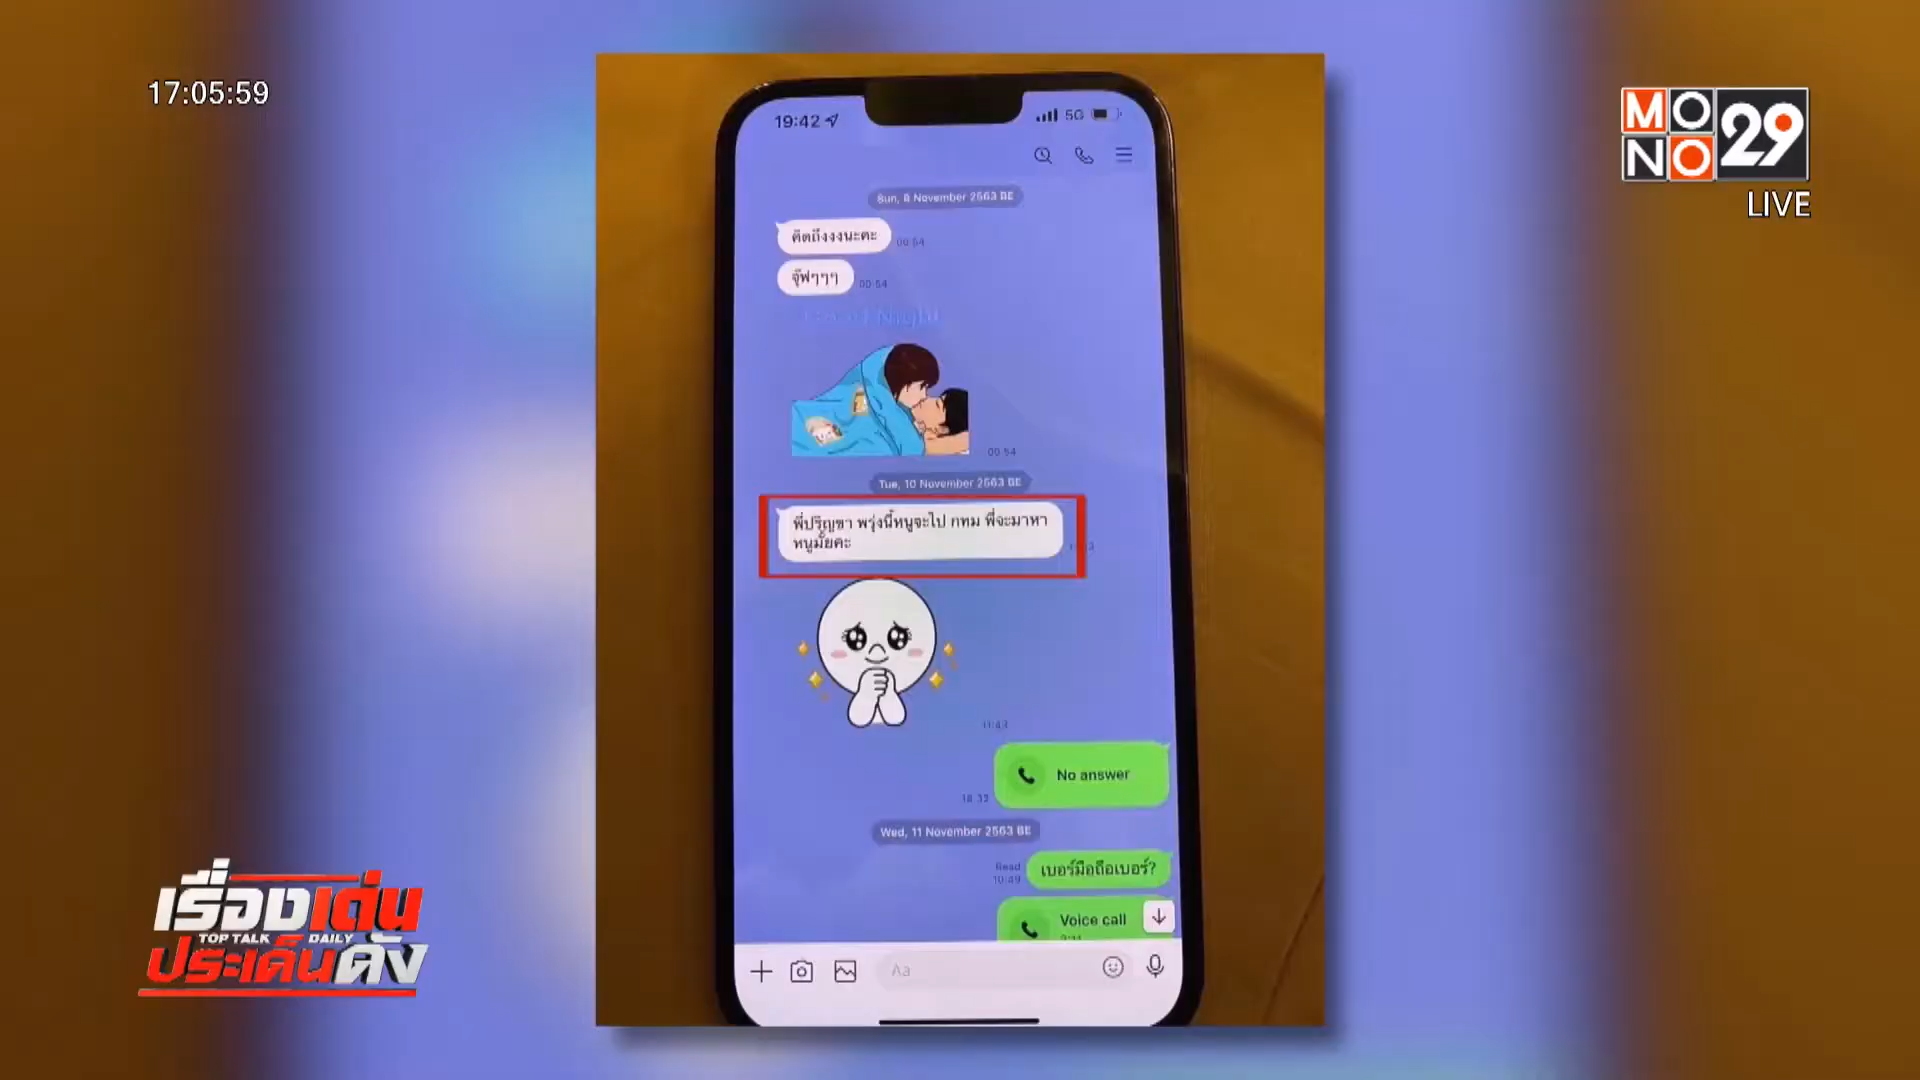 17:05:59
MONO 29
LIVE
19:42
5G
Sun, 8 November 2563 BE
คิดถึงงงนะคะ
00:54
จุ๊ฟๆๆๆ
00:54
Good Night
00:54
Tue, 10 November 2563 BE
พี่ปริญซา พรุ่งนี้หนูจะไป กทม พี่จะมาหา
หนูมั้ยคะ
11:43
No answer
18:33
Wed, 11 November 2563 BE
Read
10:49
เบอร์มือถือเบอร์?
Voice call
Aa
เรื่องเด่น
TOP TALK DAILY
ประเด็นดัง